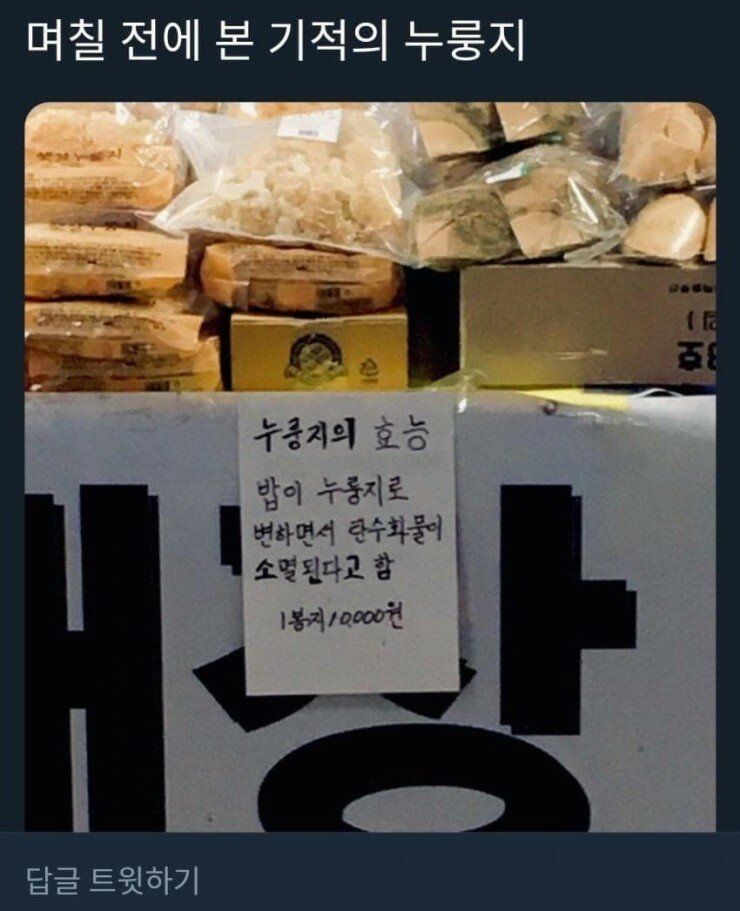 며칠 전에 본 기적의 누룽지
누룽지의 효능
밥이 누룽지로
변하면서 탄수화물이
소멸된다고 함
1봉지 10,000원
답글 트윗하기